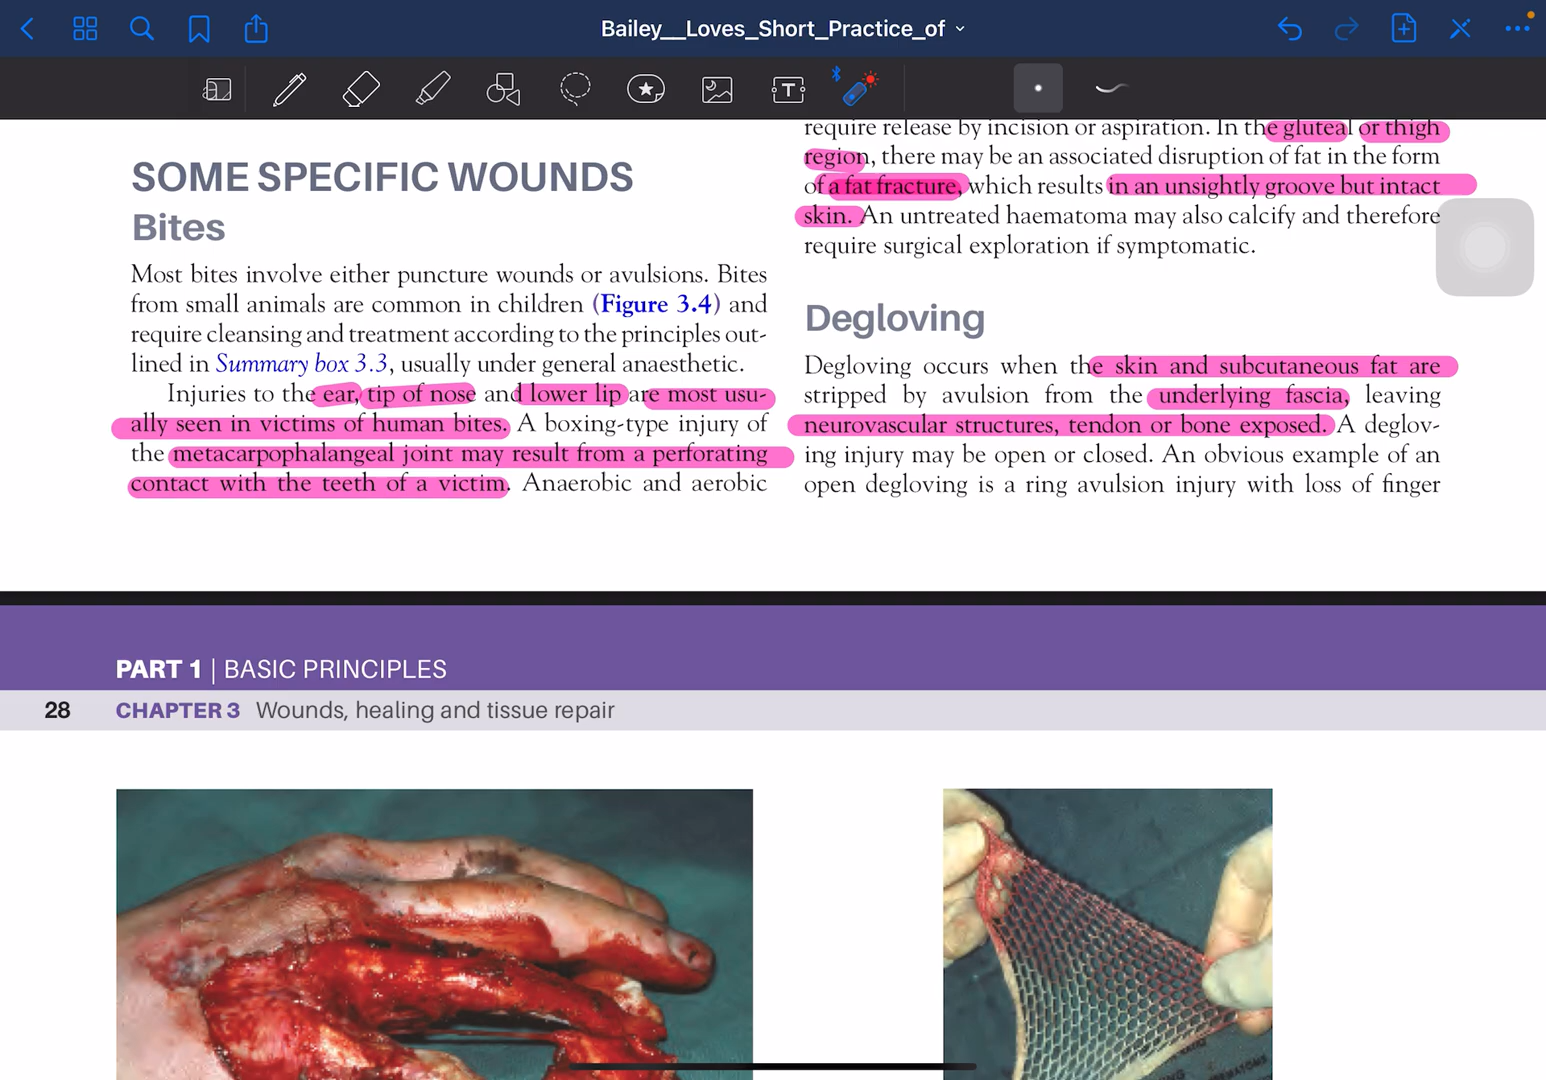 Bailey__Loves_Short_Practice_of
SOME SPECIFIC WOUNDS
Bites
Most bites involve either puncture wounds or avulsions. Bites
from small animals are common in children (Figure 3.4) and
require cleansing and treatment according to the principles out-
lined in Summary box 3.3, usually under general anaesthetic.
Injuries to the ear, tip of nose and lower lip are most usu-
ally seen in victims of human bites. A boxing-type injury of
the metacarpophalangeal joint may result from a perforating
contact with the teeth of a victim. Anaerobic and aerobic
require release by incision or aspiration. In the gluteal or thigh
region, there may be an associated disruption of fat in the form
of a fat fracture, which results in an unsightly groove but intact
skin. An untreated haematoma may also calcify and therefore
require surgical exploration if symptomatic.
Degloving
Degloving occurs when the skin and subcutaneous fat are
stripped by avulsion from the underlying fascia, leaving
neurovascular structures, tendon or bone exposed. A deglov-
ing injury may be open or closed. An obvious example of an
open degloving is a ring avulsion injury with loss of finger
PART 1 | BASIC PRINCIPLES
28 CHAPTER 3 Wounds, healing and tissue repair